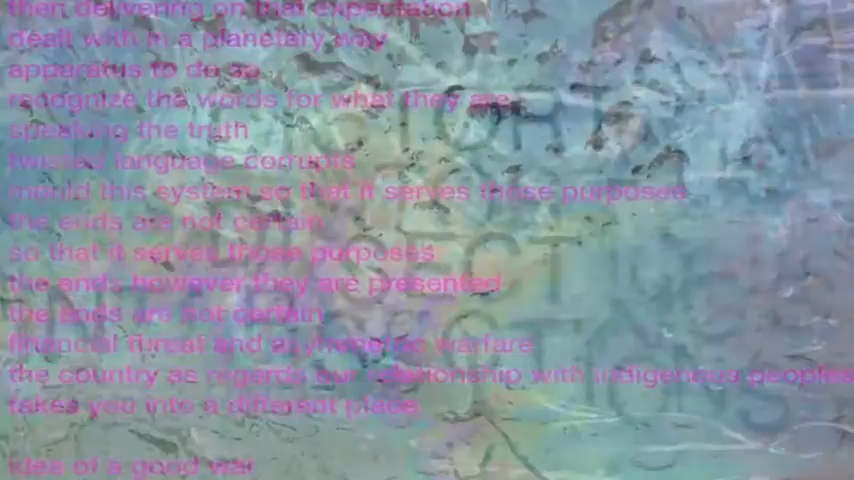 then delivering on that expectation
dealt with in a planetary way
apparatus to do so
recognize the words for what they are
speaking the truth
twisted language corrupts
mould this system so that it serves those purposes
the ends are not certain
so that it serves those purposes
the ends however they are presented
the ends are not certain
financial threat and asymmetric warfare
the country as regards our relationship with indigenous peoples
takes you into a different place
idea of a good war